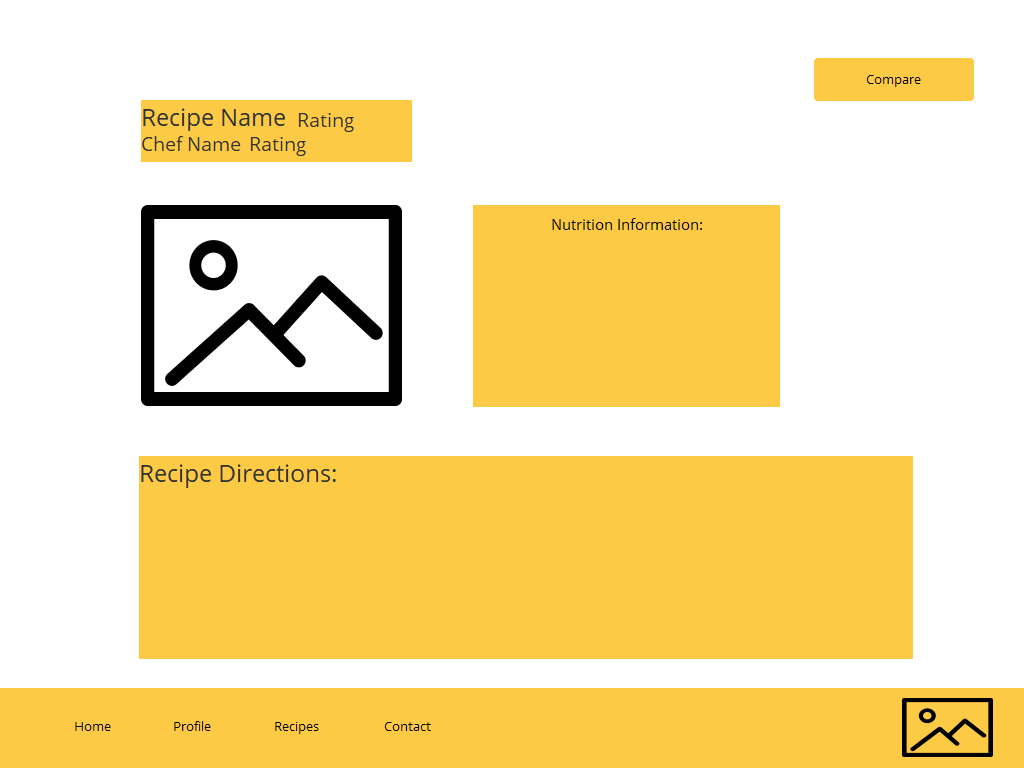 Compare
Recipe Name Rating
Chef Name Rating
Nutrition Information:
Recipe Directions:
Home Profile Recipes Contact